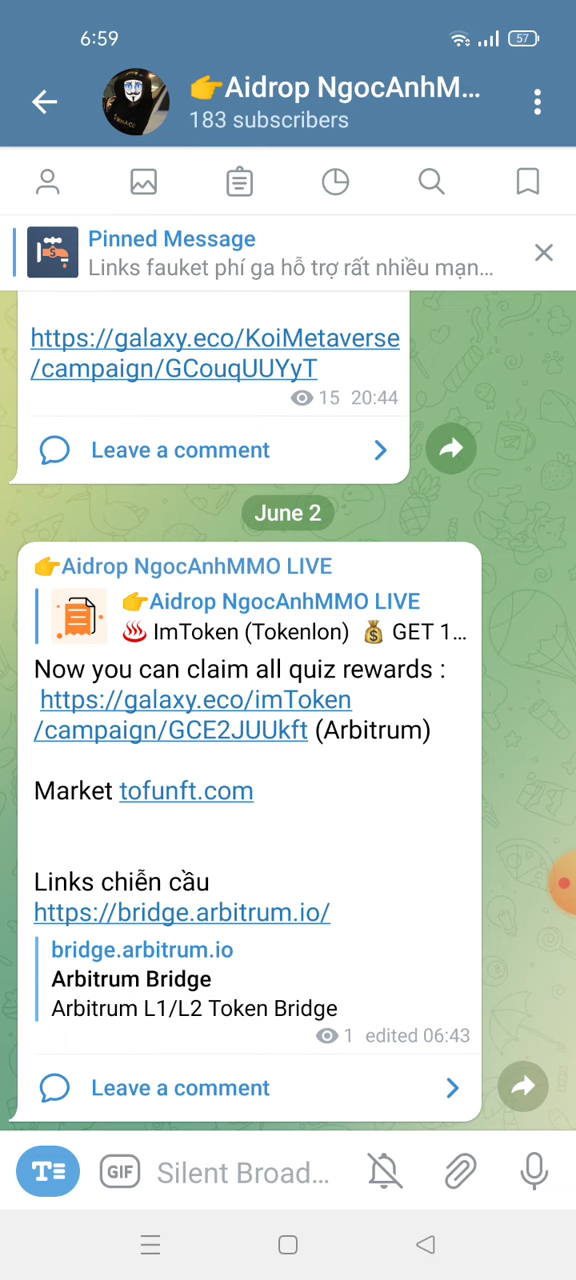 6:59
57
👉Aidrop NgocAnhM...
183 subscribers
Pinned Message
Links fauket phí ga hỗ trợ rất nhiều mạn...
https://galaxy.eco/KoiMetaverse
/campaign/GCouqUUYyT
15 20:44
Leave a comment
June 2
👉Aidrop NgocAnhMMO LIVE
👉Aidrop NgocAnhMMO LIVE
♨️ ImToken (Tokenlon) 💰 GET 1...
Now you can claim all quiz rewards :
https://galaxy.eco/imToken
/campaign/GCE2JUUkft (Arbitrum)
Market tofunft.com
Links chiễn cầu
https://bridge.arbitrum.io/
bridge.arbitrum.io
Arbitrum Bridge
Arbitrum L1/L2 Token Bridge
1 edited 06:43
Leave a comment
T GIF Silent Broad...